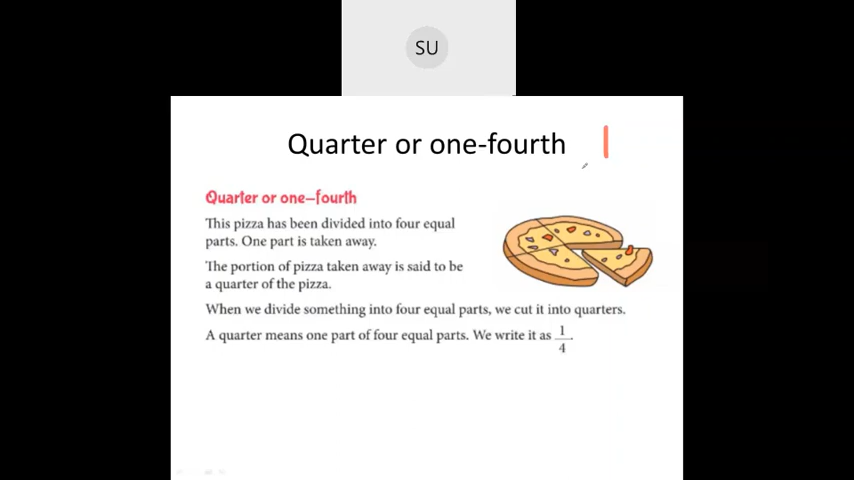 SU
Quarter or one-fourth
Quarter or one-fourth
This pizza has been divided into four equal
parts. One part is taken away.
The portion of pizza taken away is said to be
a quarter of the pizza.
When we divide something into four equal parts, we cut it into quarters.
A quarter means one part of four equal parts. We write it as 1/4.